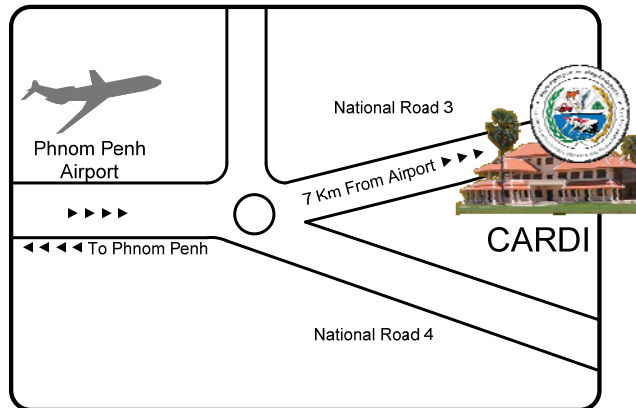 National Road 3
Phnom Penh
Airport
7 Km From Airport
To Phnom Penh
CARDI
National Road 4